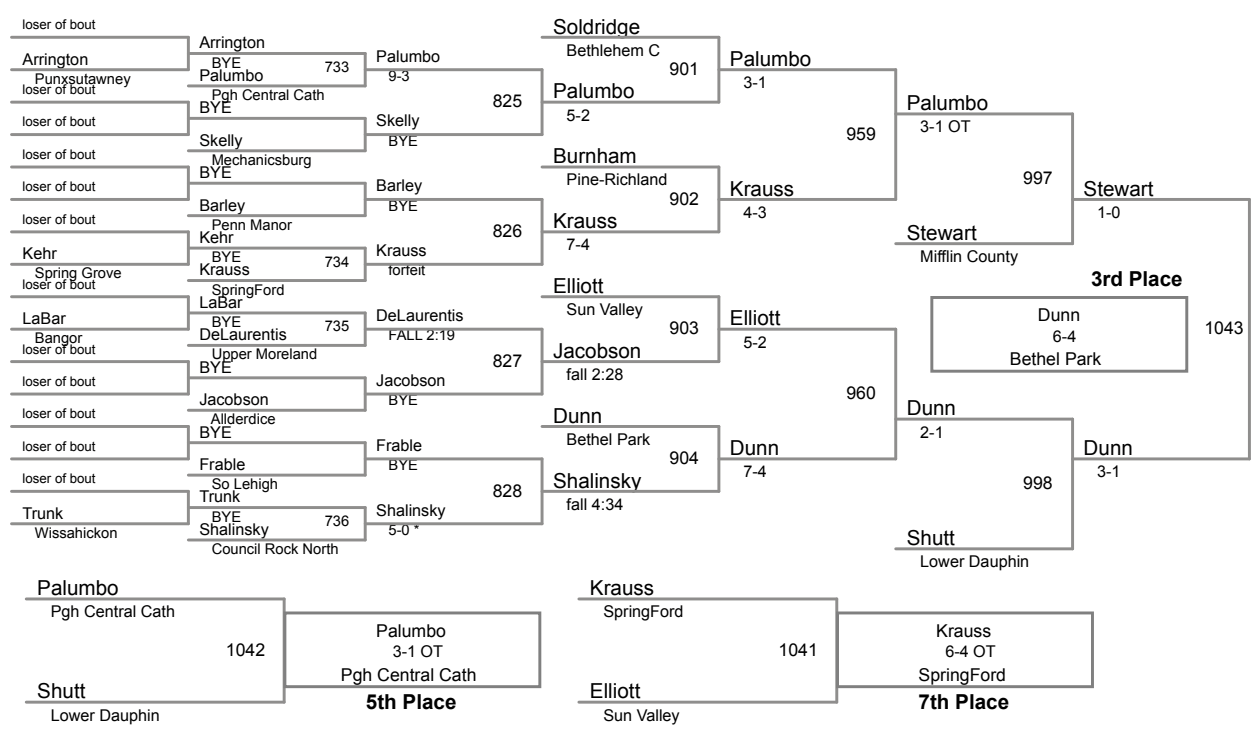 loser of bout
Arrington
Punxsutawney
loser of bout
loser of bout
loser of bout
loser of bout
loser of bout
Kehr
Spring Grove
loser of bout
LaBar
Bangor
loser of bout
loser of bout
loser of bout
loser of bout
loser of bout
Trunk
Wissahickon
Arrington
BYE
733
Palumbo
Pgh Central Cath
BYE
Skelly
Mechanicsburg
BYE
Barley
Penn Manor
Kehr
BYE
734
Krauss
SpringFord
LaBar
BYE
735
DeLaurentis
Upper Moreland
BYE
Jacobson
Allderdice
BYE
Frable
So Lehigh
Trunk
BYE
736
Shalinsky
Council Rock North
Palumbo
9-3
825
Skelly
BYE
Barley
BYE
826
Krauss
forfeit
DeLaurentis
FALL 2:19
827
Jacobson
BYE
Frable
BYE
828
Shalinsky
5-0 *
Soldridge
Bethlehem C
901
Palumbo
5-2
Burnham
Pine-Richland
902
Krauss
7-4
Elliott
Sun Valley
903
Jacobson
fall 2:28
Dunn
Bethel Park
904
Shalinsky
fall 4:34
Palumbo
3-1
959
Krauss
4-3
Elliott
5-2
960
Dunn
7-4
Palumbo
3-1 OT
997
Stewart
Mifflin County
Dunn
2-1
998
Shutt
Lower Dauphin
Stewart
1-0
1043
Dunn
3-1
3rd Place
Dunn
6-4
Bethel Park
Palumbo
Pgh Central Cath
1042
Shutt
Lower Dauphin
Palumbo
3-1 OT
Pgh Central Cath
5th Place
Krauss
SpringFord
1041
Elliott
Sun Valley
Krauss
6-4 OT
SpringFord
7th Place